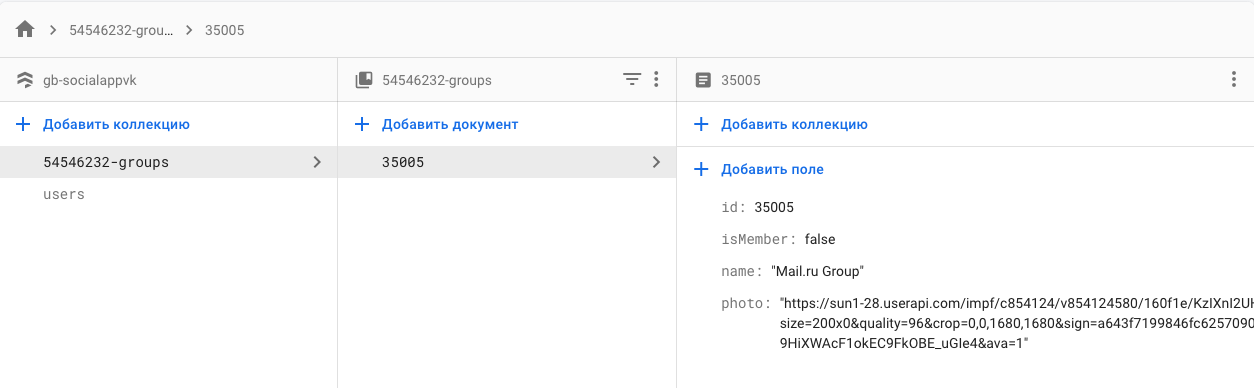 54546232-grou... 35005
gb-socialappvk
54546232-groups
35005
Добавить коллекцию
Добавить документ
Добавить коллекцию
54546232-groups
35005
Добавить поле
users
id: 35005
isMember: false
name: "Mail.ru Group"
photo: "https://sun1-28.userapi.com/impf/c854124/v854124580/160f1e/KzIXnI2UH
size=200x0&quality=96&crop=0,0,1680,1680&sign=a643f7199846fc6257090
9HiXWAcF1okEC9FkOBE_uGIe4&ava=1"